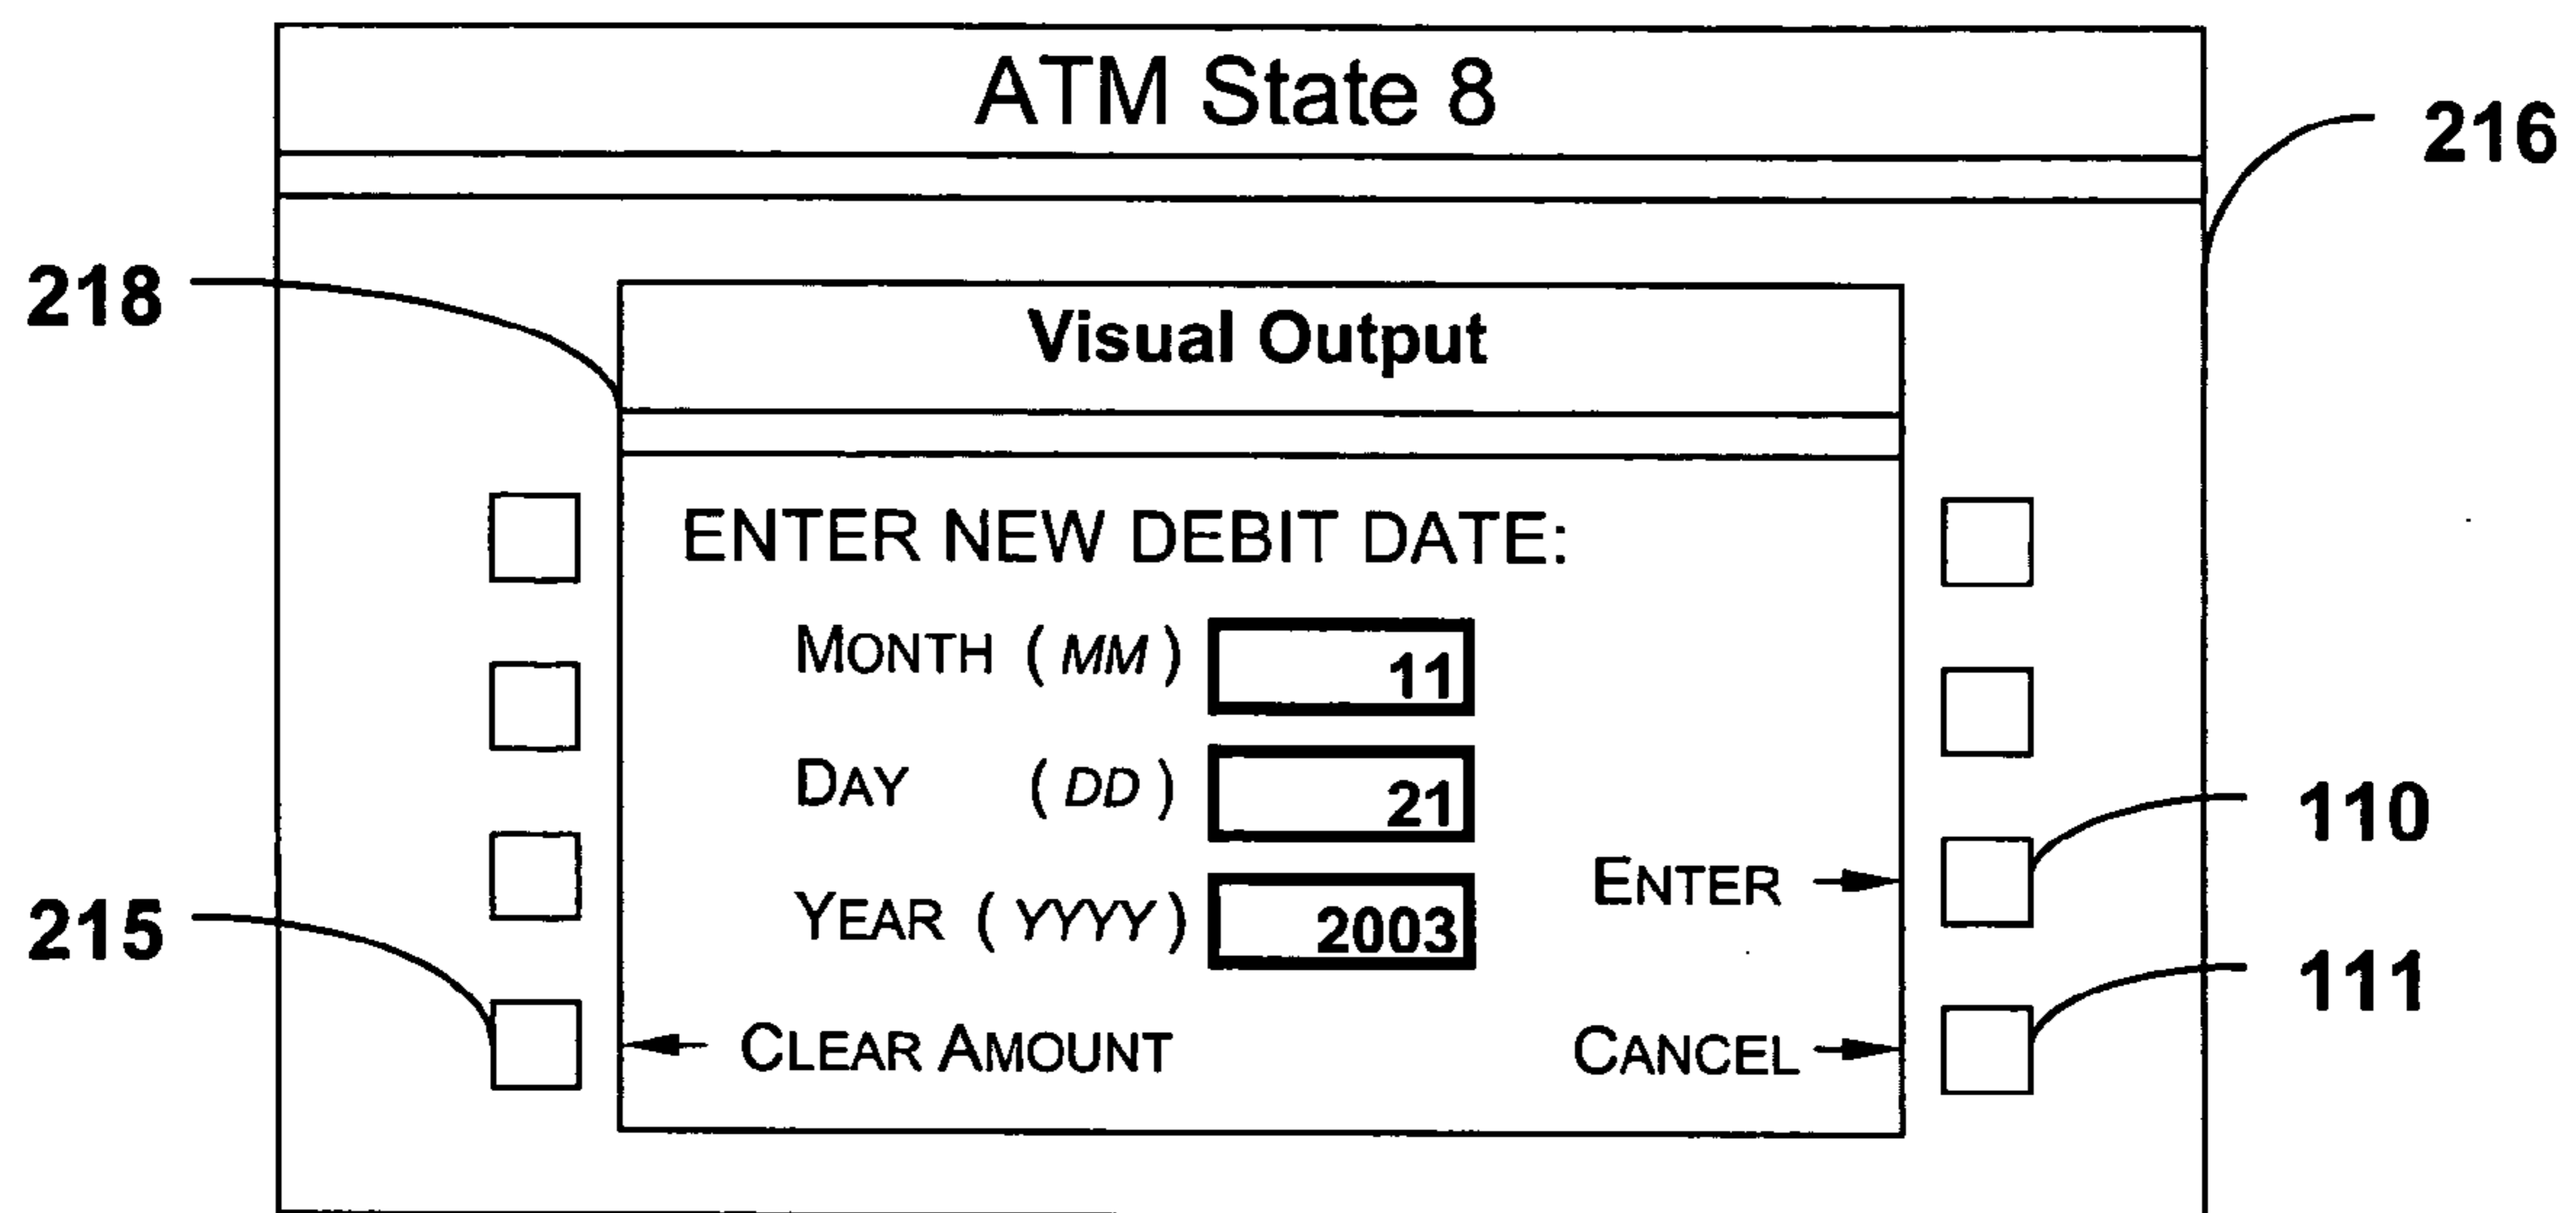 ATM State 8
216
218
Visual Output
ENTER NEW DEBIT DATE:
MONTH (MM) 11
DAY (DD) 21
110
ENTER
YEAR (YYYY) 2003
215
111
CLEAR AMOUNT
CANCEL